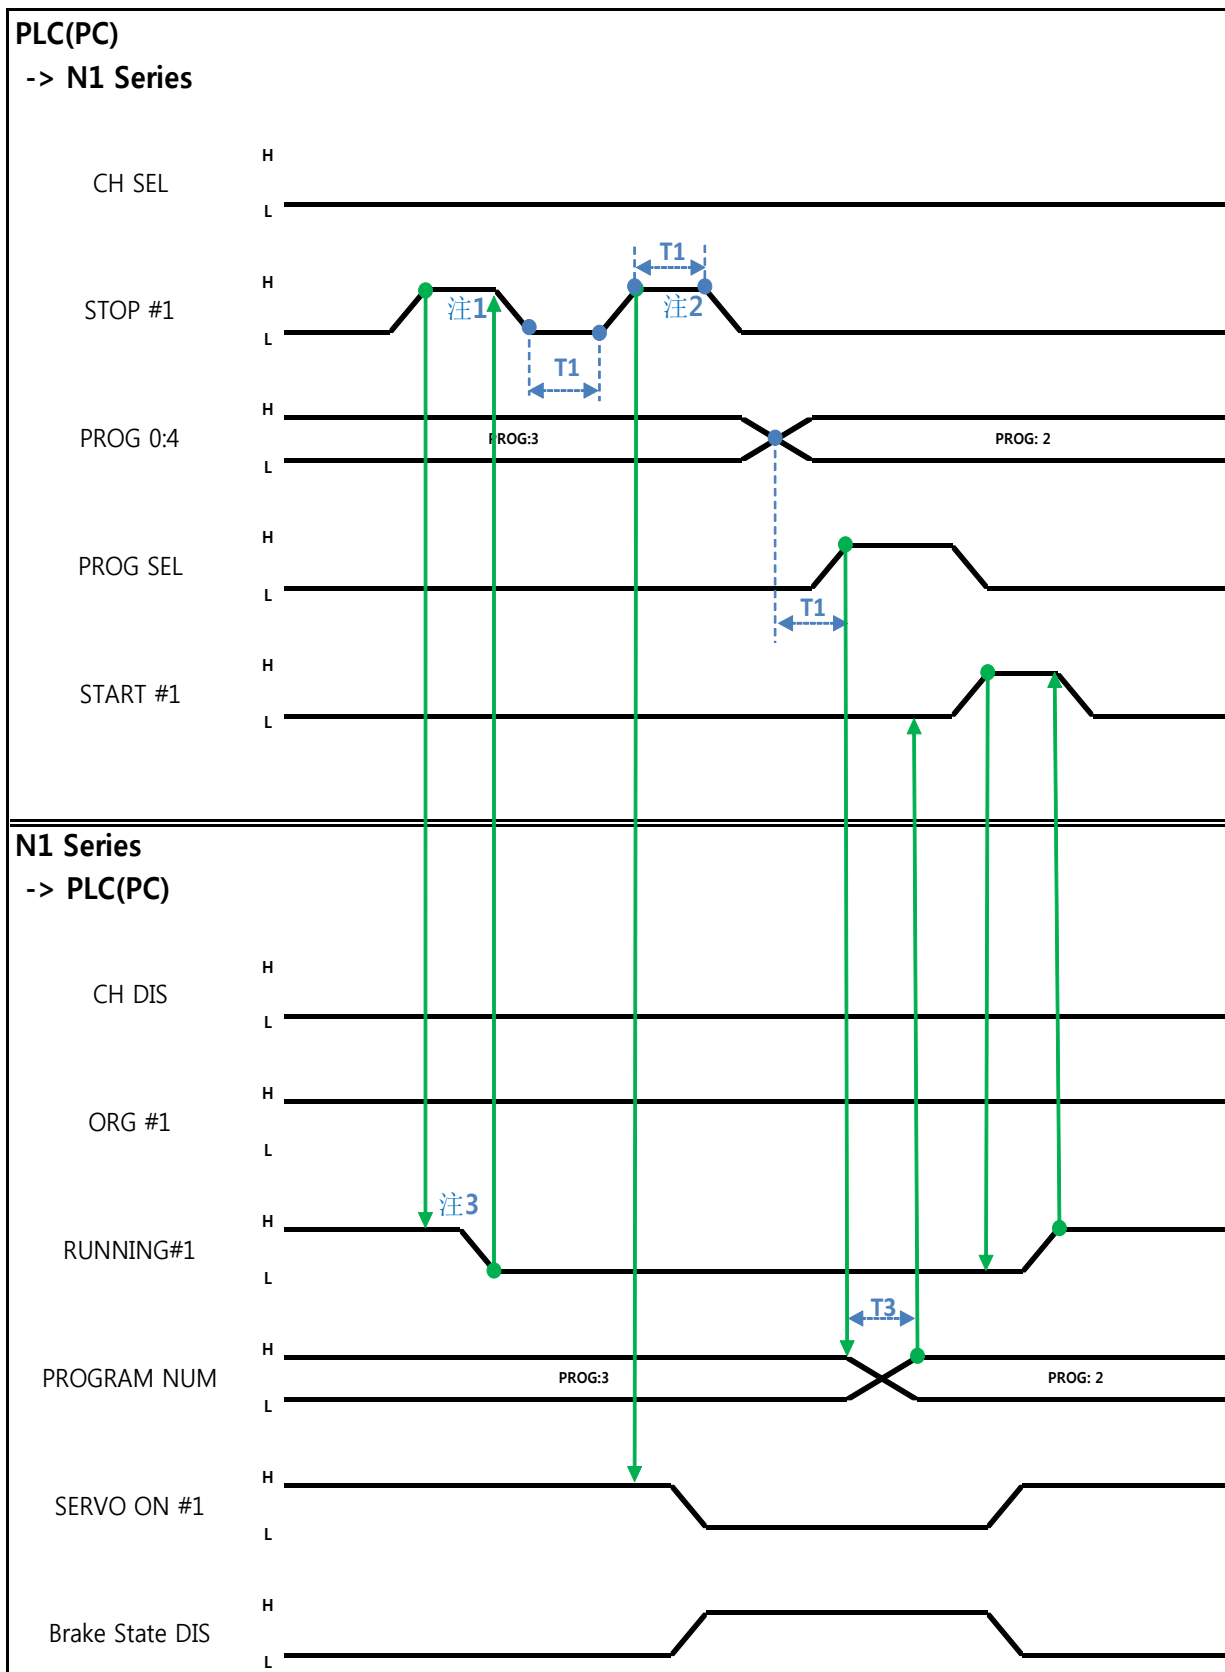 PLC(PC)
-> N1 Series
H
CH SEL
L
T1
H
注1
注2
STOP #1
L
T1
H
PROG 0:4
PROG:3
PROG: 2
L
H
PROG SEL
L
T1
H
START #1
L
N1 Series
-> PLC(PC)
H
CH DIS
L
H
ORG #1
L
注3
H
RUNNING#1
L
T3
H
PROGRAM NUM
PROG:3
PROG: 2
L
H
SERVO ON #1
L
H
Brake State DIS
L